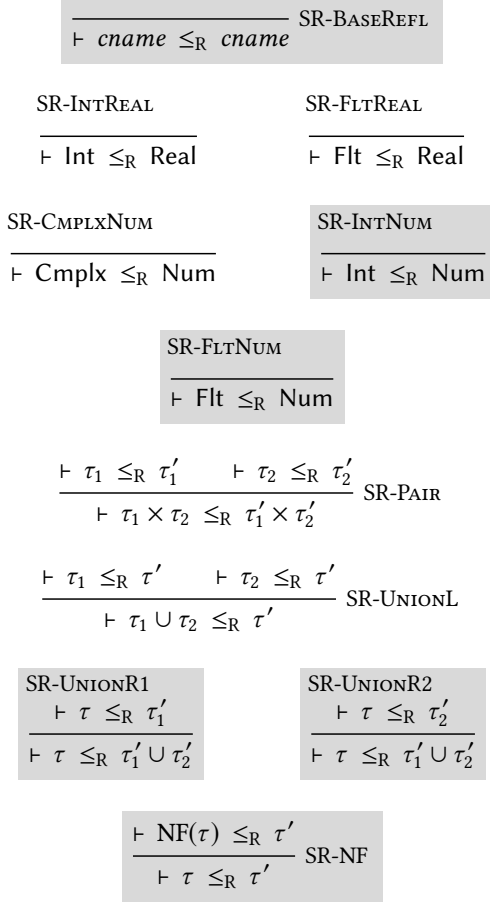 ⊢ cname ≤R cname SR-BaseRefl
SR-IntReal SR-FltReal
⊢ Int ≤R Real ⊢ Flt ≤R Real
SR-CmplxNum SR-IntNum
⊢ Cmplx ≤R Num ⊢ Int ≤R Num
SR-FltNum
⊢ Flt ≤R Num
⊢ τ1 ≤R τ1′ ⊢ τ2 ≤R τ2′
⊢ τ1 × τ2 ≤R τ1′ × τ2′ SR-Pair
⊢ τ1 ≤R τ′ ⊢ τ2 ≤R τ′
⊢ τ1 ∪ τ2 ≤R τ′ SR-UnionL
SR-UnionR1 SR-UnionR2
⊢ τ ≤R τ1′ ⊢ τ ≤R τ2′
⊢ τ ≤R τ1′ ∪ τ2′ ⊢ τ ≤R τ1′ ∪ τ2′
⊢ NF(τ) ≤R τ′
⊢ τ ≤R τ′ SR-NF